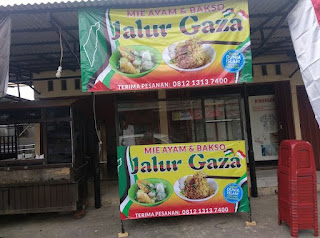 MIE AYAM & BAKSO
Jalur Gaza
TERIMA PESANAN: 0812 1313 7400
MIE AYAM & BAKSO
Jalur Gaza
TERIMA PESANAN: 0812 1313 7400